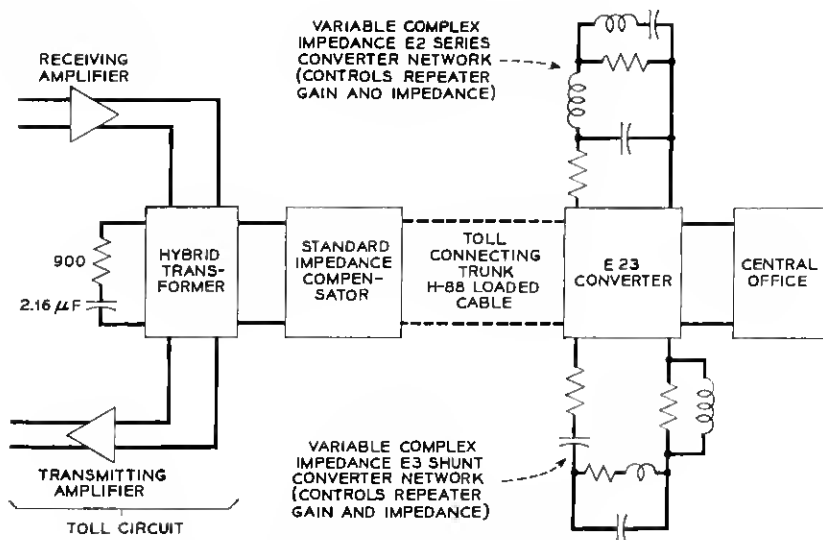 RECEIVING
AMPLIFIER
VARIABLE COMPLEX
IMPEDANCE E2 SERIES
CONVERTER NETWORK
(CONTROLS REPEATER
GAIN AND IMPEDANCE)
900
2.16 μF
HYBRID
TRANS-
FORMER
STANDARD
IMPEDANCE
COMPEN-
SATOR
TOLL
CONNECTING
TRUNK
H-88 LOADED
CABLE
E 23
CONVERTER
CENTRAL
OFFICE
TRANSMITTING
AMPLIFIER
TOLL CIRCUIT
VARIABLE COMPLEX
IMPEDANCE E3 SHUNT
CONVERTER NETWORK
(CONTROLS REPEATER
GAIN AND IMPEDANCE)